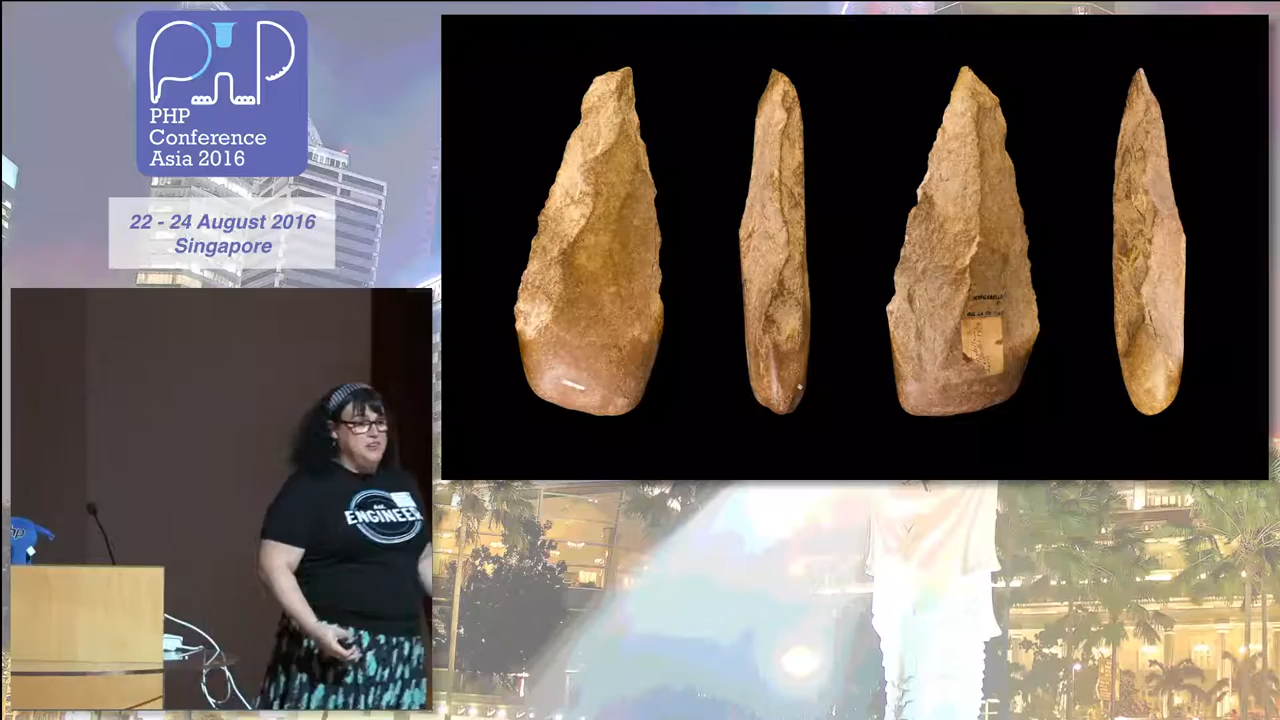 PHP
Conference
Asia 2016
22 - 24 August 2016
Singapore
ENGINEER